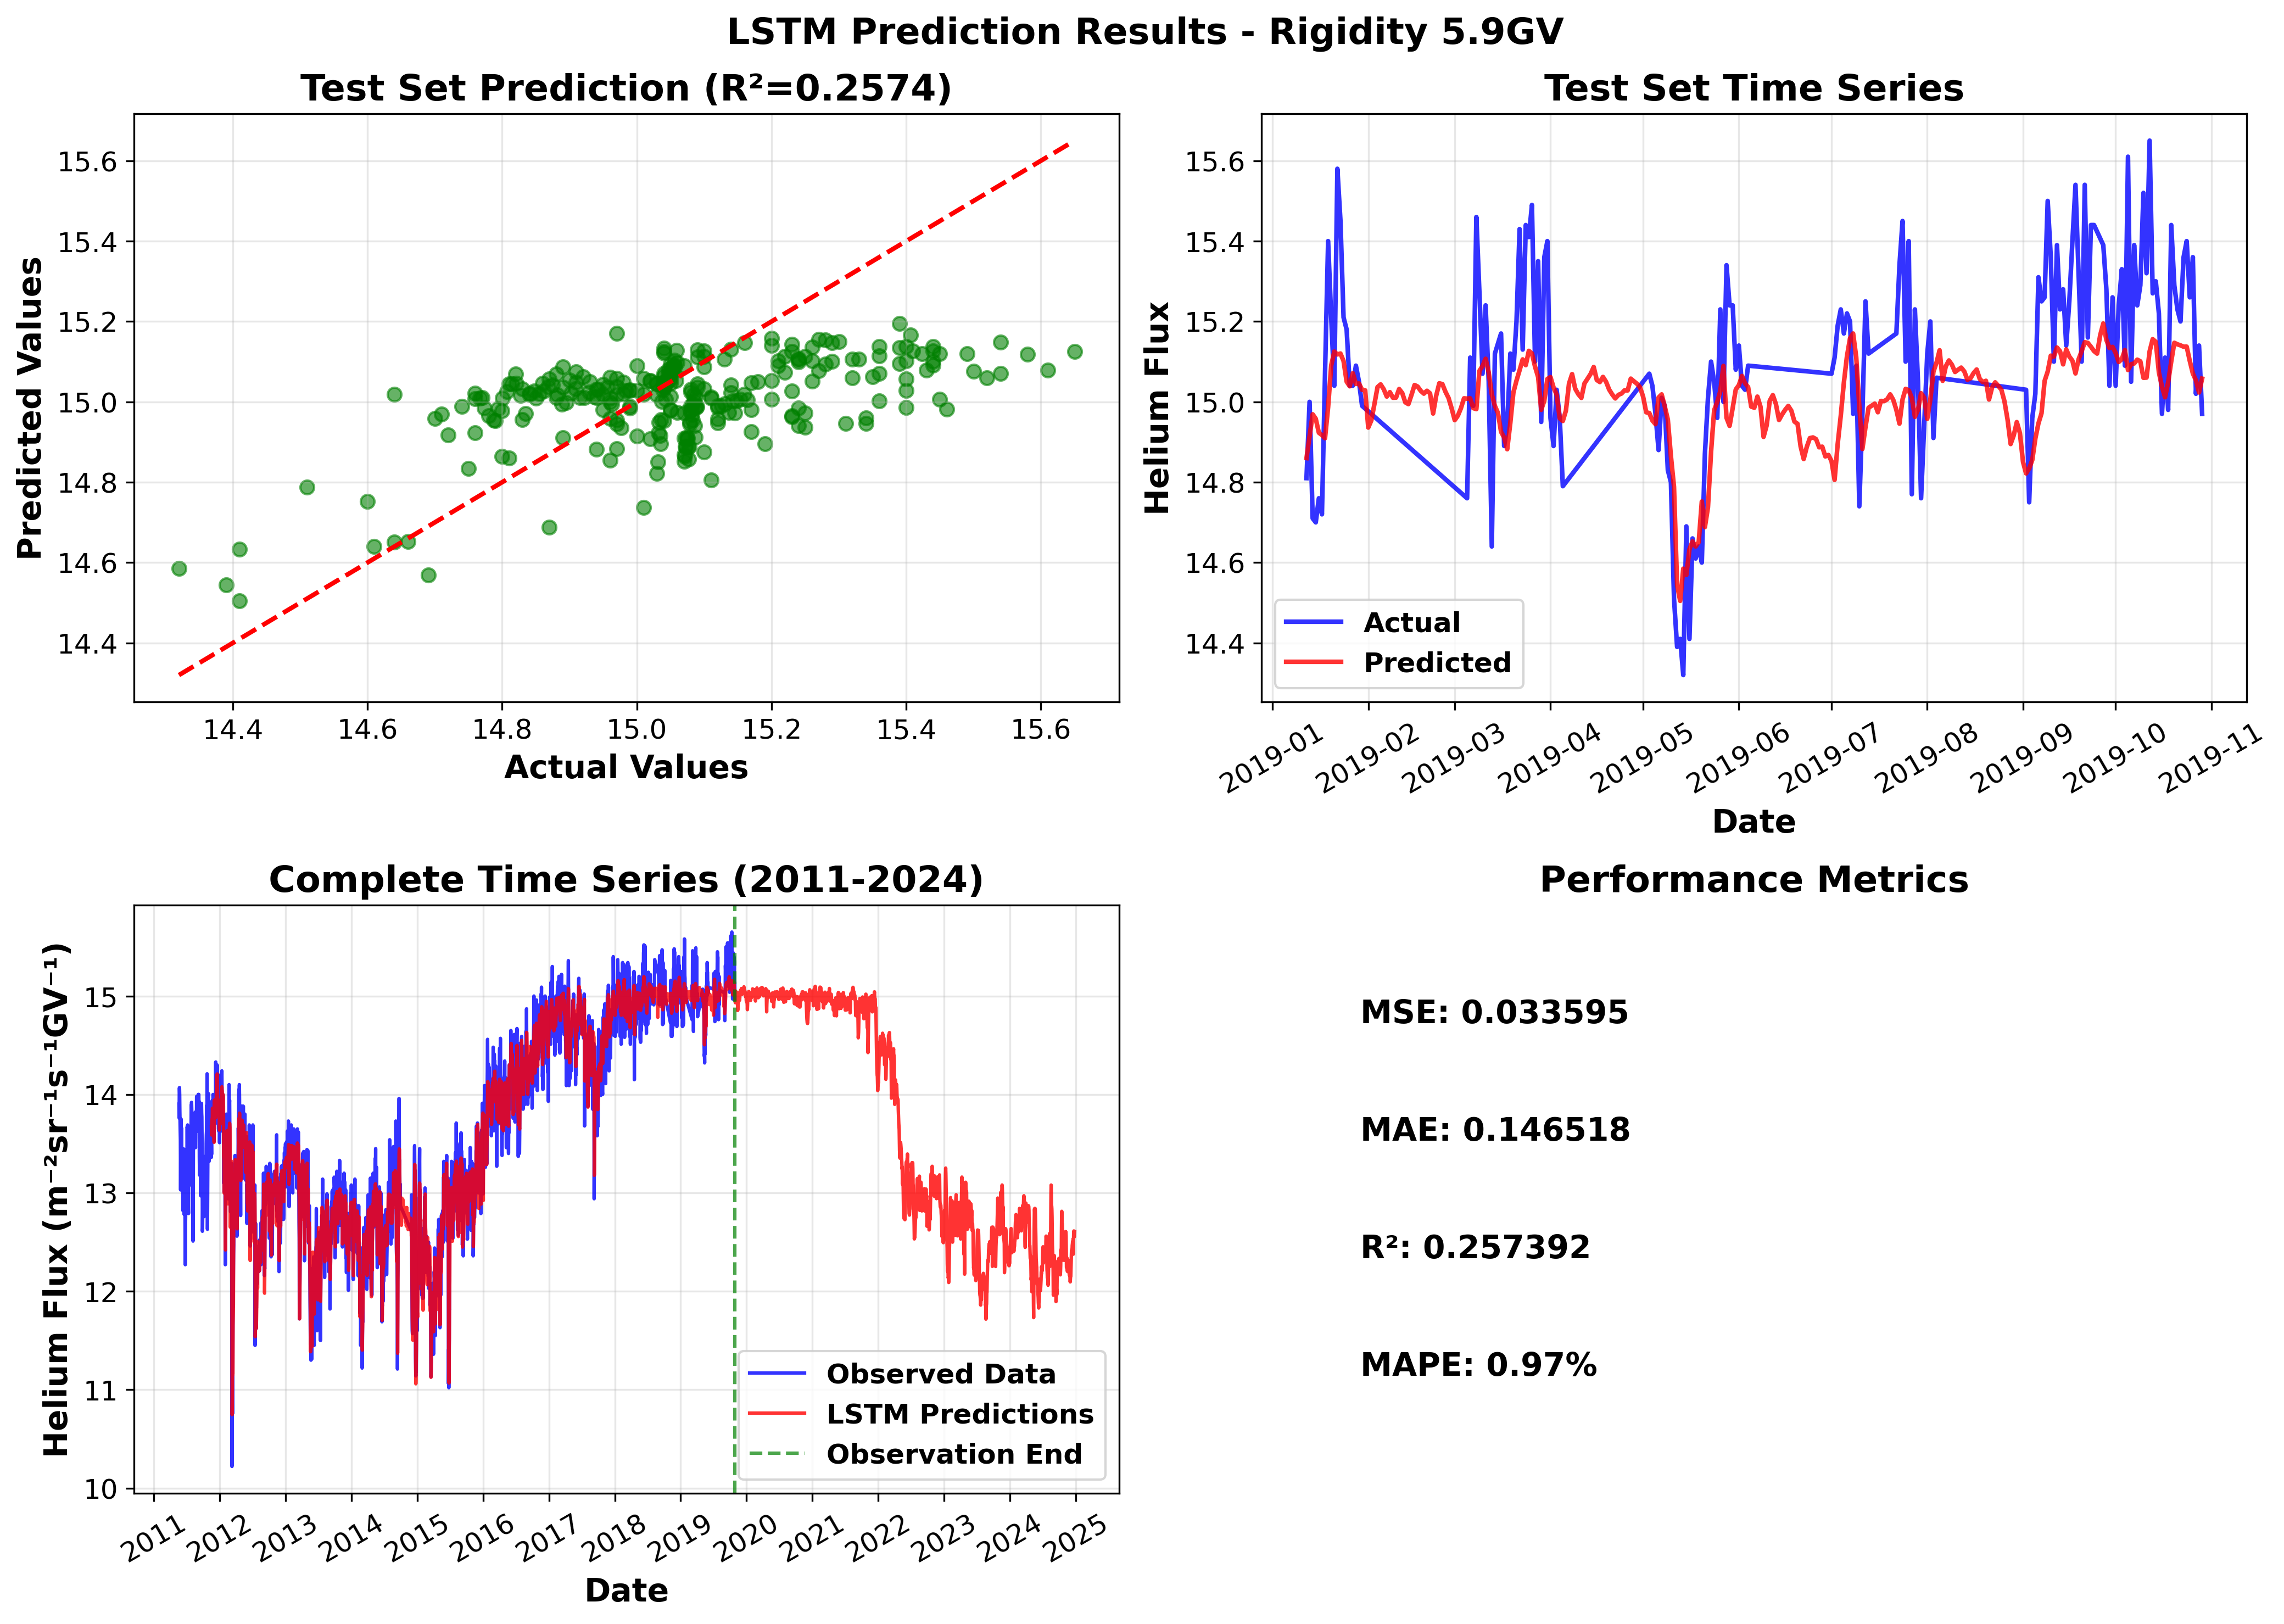 LSTM Prediction Results - Rigidity 5.9GV
Test Set Prediction (R²=0.2574)
Predicted Values
15.6
15.4
15.2
15.0
14.8
14.6
14.4
14.4 14.6 14.8 15.0 15.2 15.4 15.6
Actual Values
Test Set Time Series
Helium Flux
15.6
15.4
15.2
15.0
14.8
14.6
14.4
Actual
Predicted
2019-01 2019-02 2019-03 2019-04 2019-05 2019-06 2019-07 2019-08 2019-09 2019-10 2019-11
Date
Complete Time Series (2011-2024)
Helium Flux (m⁻²sr⁻¹s⁻¹GV⁻¹)
15
14
13
12
11
10
Observed Data
LSTM Predictions
Observation End
2011 2012 2013 2014 2015 2016 2017 2018 2019 2020 2021 2022 2023 2024 2025
Date
Performance Metrics
MSE: 0.033595
MAE: 0.146518
R²: 0.257392
MAPE: 0.97%